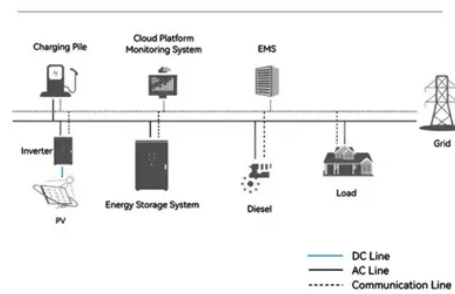 Charging Pile
Cloud Platform
Monitoring System
EMS
Grid
Inverter
PV
Energy Storage System
Diesel
Load
DC Line
AC Line
Communication Line